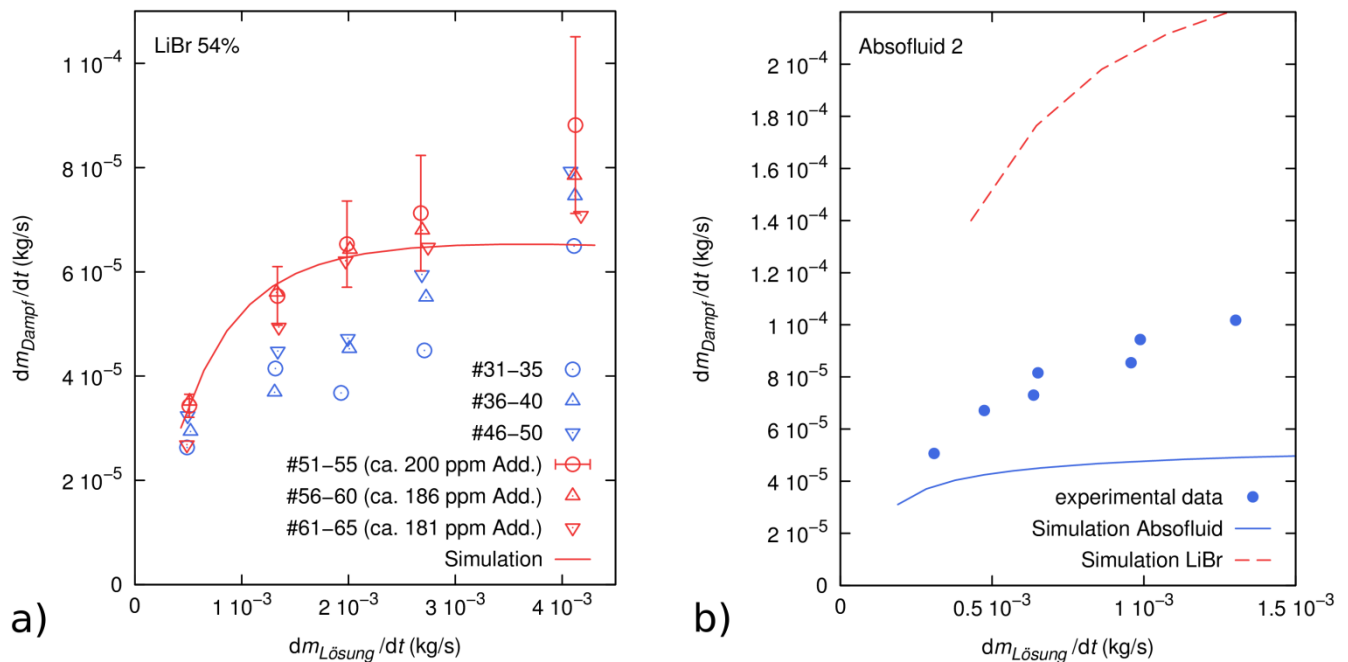 LiBr 54%
1 10⁻⁴
8 10⁻⁵
6 10⁻⁵
4 10⁻⁵
2 10⁻⁵
0
dm_Dampf/dt (kg/s)
#31−35
#36−40
#46−50
#51−55 (ca. 200 ppm Add.)
#56−60 (ca. 186 ppm Add.)
#61−65 (ca. 181 ppm Add.)
Simulation
0 1 10⁻³ 2 10⁻³ 3 10⁻³ 4 10⁻³
dm_Lösung/dt (kg/s)
a)
Absofluid 2
2 10⁻⁴
1.8 10⁻⁴
1.6 10⁻⁴
1.4 10⁻⁴
1.2 10⁻⁴
1 10⁻⁴
8 10⁻⁵
6 10⁻⁵
4 10⁻⁵
2 10⁻⁵
0
dm_Dampf/dt (kg/s)
experimental data
Simulation Absofluid
Simulation LiBr
0 0.5 10⁻³ 1 10⁻³ 1.5 10⁻³
dm_Lösung/dt (kg/s)
b)